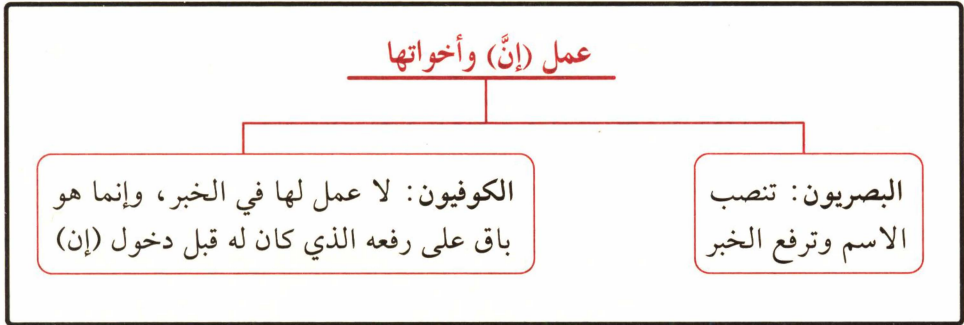 عمل (إنَّ) وأخواتها
البصريون: تنصب
الاسم وترفع الخبر
الكوفيون: لا عمل لها في الخبر، وإنما هو
باق على رفعه الذي كان له قبل دخول (إن)